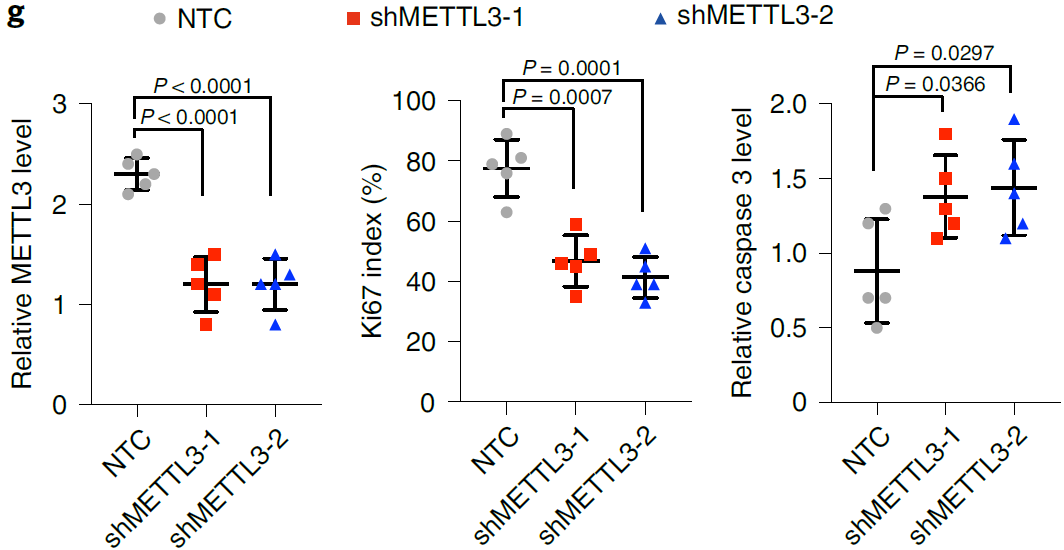 g
NTC
shMETTL3-1
shMETTL3-2
Relative METTL3 level
3
2
1
0
P < 0.0001
P < 0.0001
NTC
shMETTL3-1
shMETTL3-2
Ki67 index (%)
100
80
60
40
20
0
P = 0.0001
P = 0.0007
NTC
shMETTL3-1
shMETTL3-2
Relative caspase 3 level
2.0
1.5
1.0
0.5
0
P = 0.0297
P = 0.0366
NTC
shMETTL3-1
shMETTL3-2